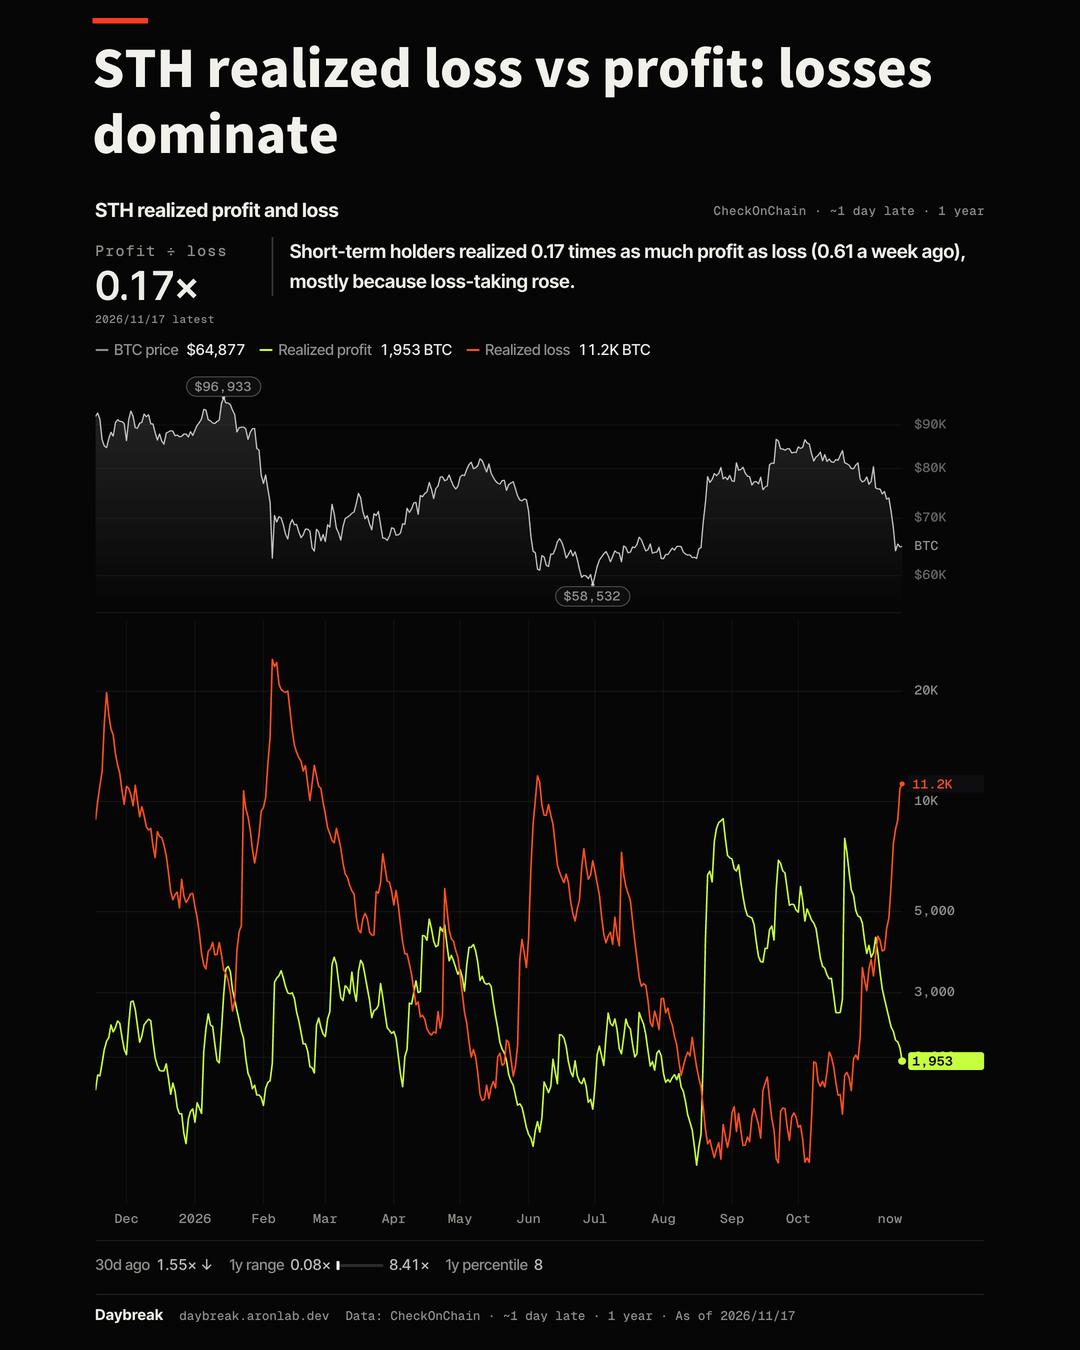 STH realized loss vs profit: losses
dominate
STH realized profit and loss
CheckOnChain · ~1 day late · 1 year
Profit ÷ loss
0.17×
2026/11/17 latest
Short-term holders realized 0.17 times as much profit as loss (0.61 a week ago),
mostly because loss-taking rose.
BTC price $64,877 Realized profit 1,953 BTC Realized loss 11.2K BTC
$96,933
$90K
$80K
$70K
BTC
$60K
$58,532
20K
11.2K
10K
5,000
3,000
1,953
Dec 2026 Feb Mar Apr May Jun Jul Aug Sep Oct now
30d ago 1.55× ↓ 1y range 0.08× 8.41× 1y percentile 8
Daybreak daybreak.aronlab.dev Data: CheckOnChain · ~1 day late · 1 year · As of 2026/11/17